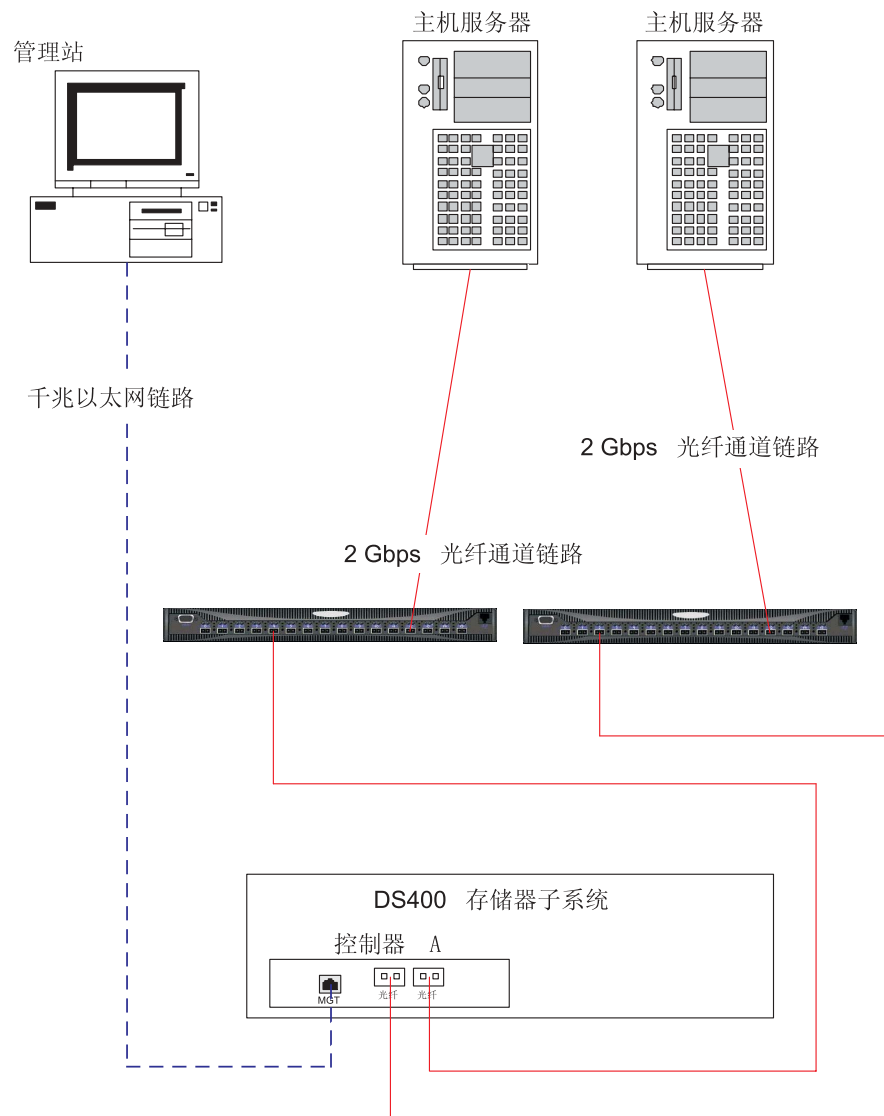 主机服务器
主机服务器
管理站
千兆以太网链路
2 Gbps 光纤通道链路
2 Gbps 光纤通道链路
DS400 存储器子系统
控制器 A
MGT
光纤
光纤